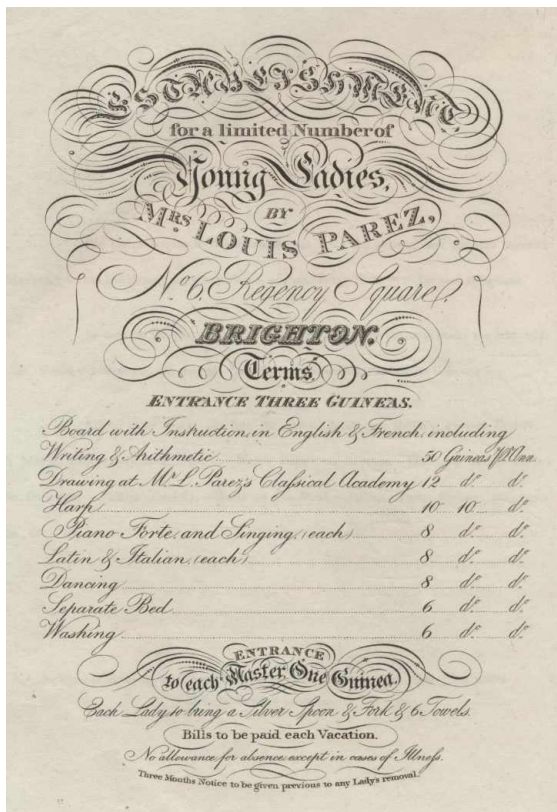 ESTABLISHMENT,
for a limited Number of
Young Ladies,
BY
MRS. LOUIS PAREZ,
No. 6. Regency Square.
BRIGHTON.
Terms
ENTRANCE THREE GUINEAS.
Board with Instruction in English & French, including
Writing & Arithmetic 50 Guineas Pr. Ann.
Drawing at Mr. L. Parez's Classical Academy 12 do. do.
Harp 10 10 do.
Piano Forte and Singing, (each) 8 do. do.
Latin & Italian, (each) 8 do. do.
Dancing 8 do. do.
Separate Bed 6 do. do.
Washing 6 do. do.
ENTRANCE
to each Master One Guinea.
Each Lady to bring a Silver Spoon & Fork & 6 Towels.
Bills to be paid each Vacation.
No allowance for absence except in cases of Illness.
Three Months Notice to be given previous to any Lady's removal.